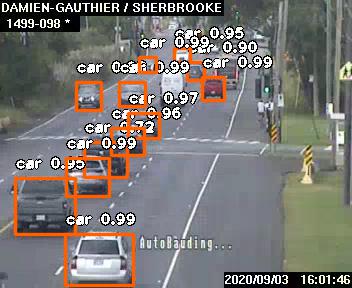 DAMIEN-GAUTHIER / SHERBROOKE
1499-098 *
car 0.95
car 0.99
car 0.90
car 0.99
car 0.99
car 0.97
car 0.96
car 0.72
car 0.99
car 0.95
car 0.99
AutoBauding...
2020/09/03 16:01:46